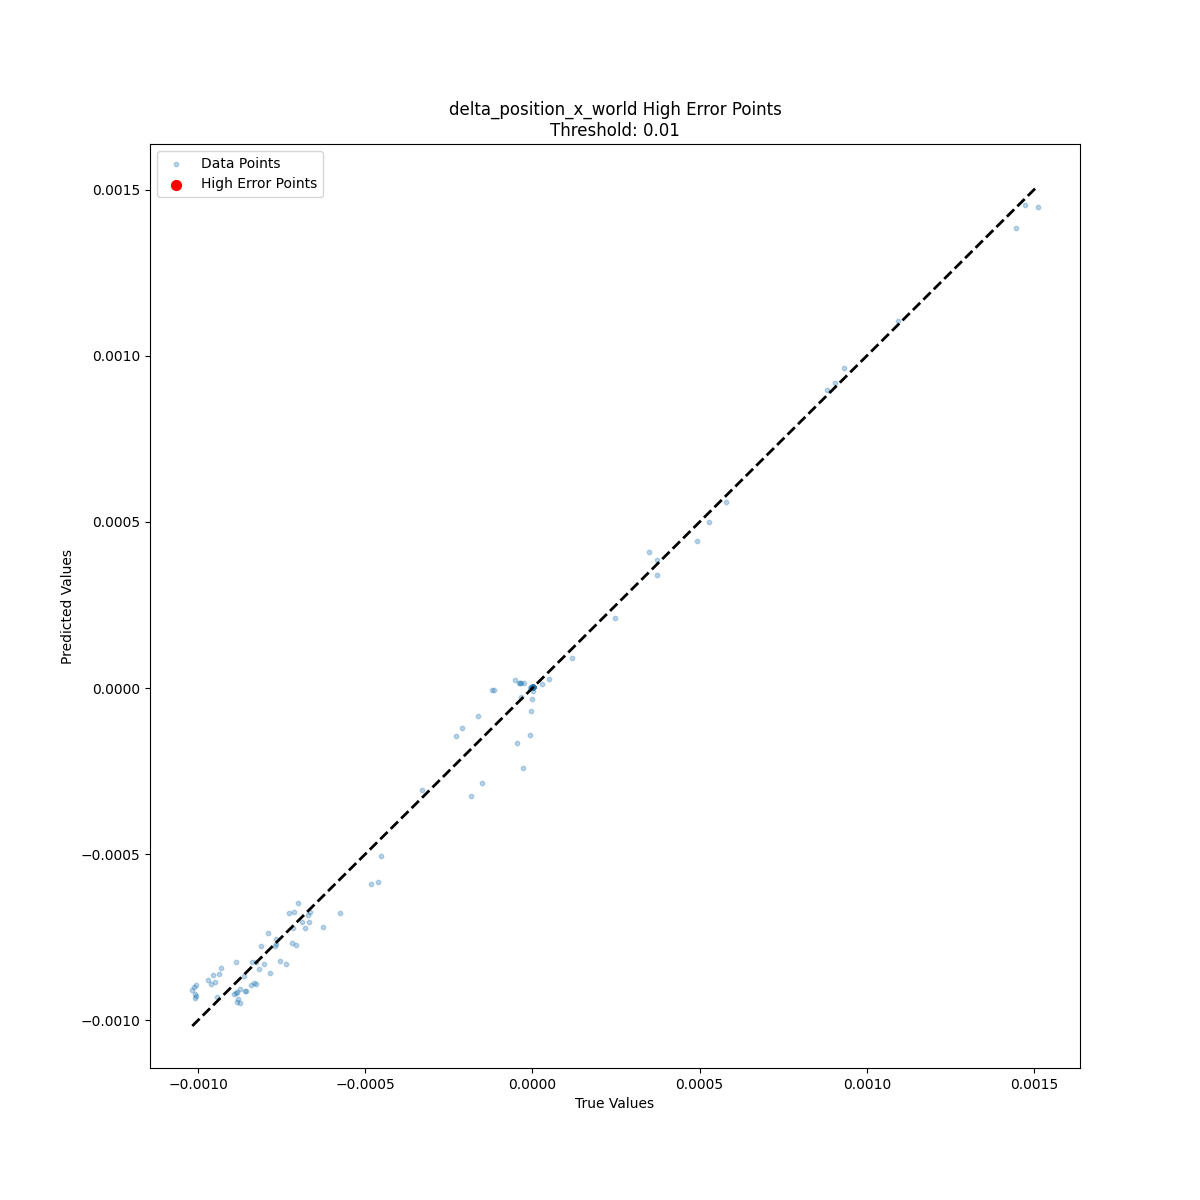 delta_position_x_world High Error Points
Threshold: 0.01
Data Points
High Error Points
0.0015
0.0010
0.0005
0.0000
−0.0005
−0.0010
Predicted Values
−0.0010
−0.0005
0.0000
0.0005
0.0010
0.0015
True Values